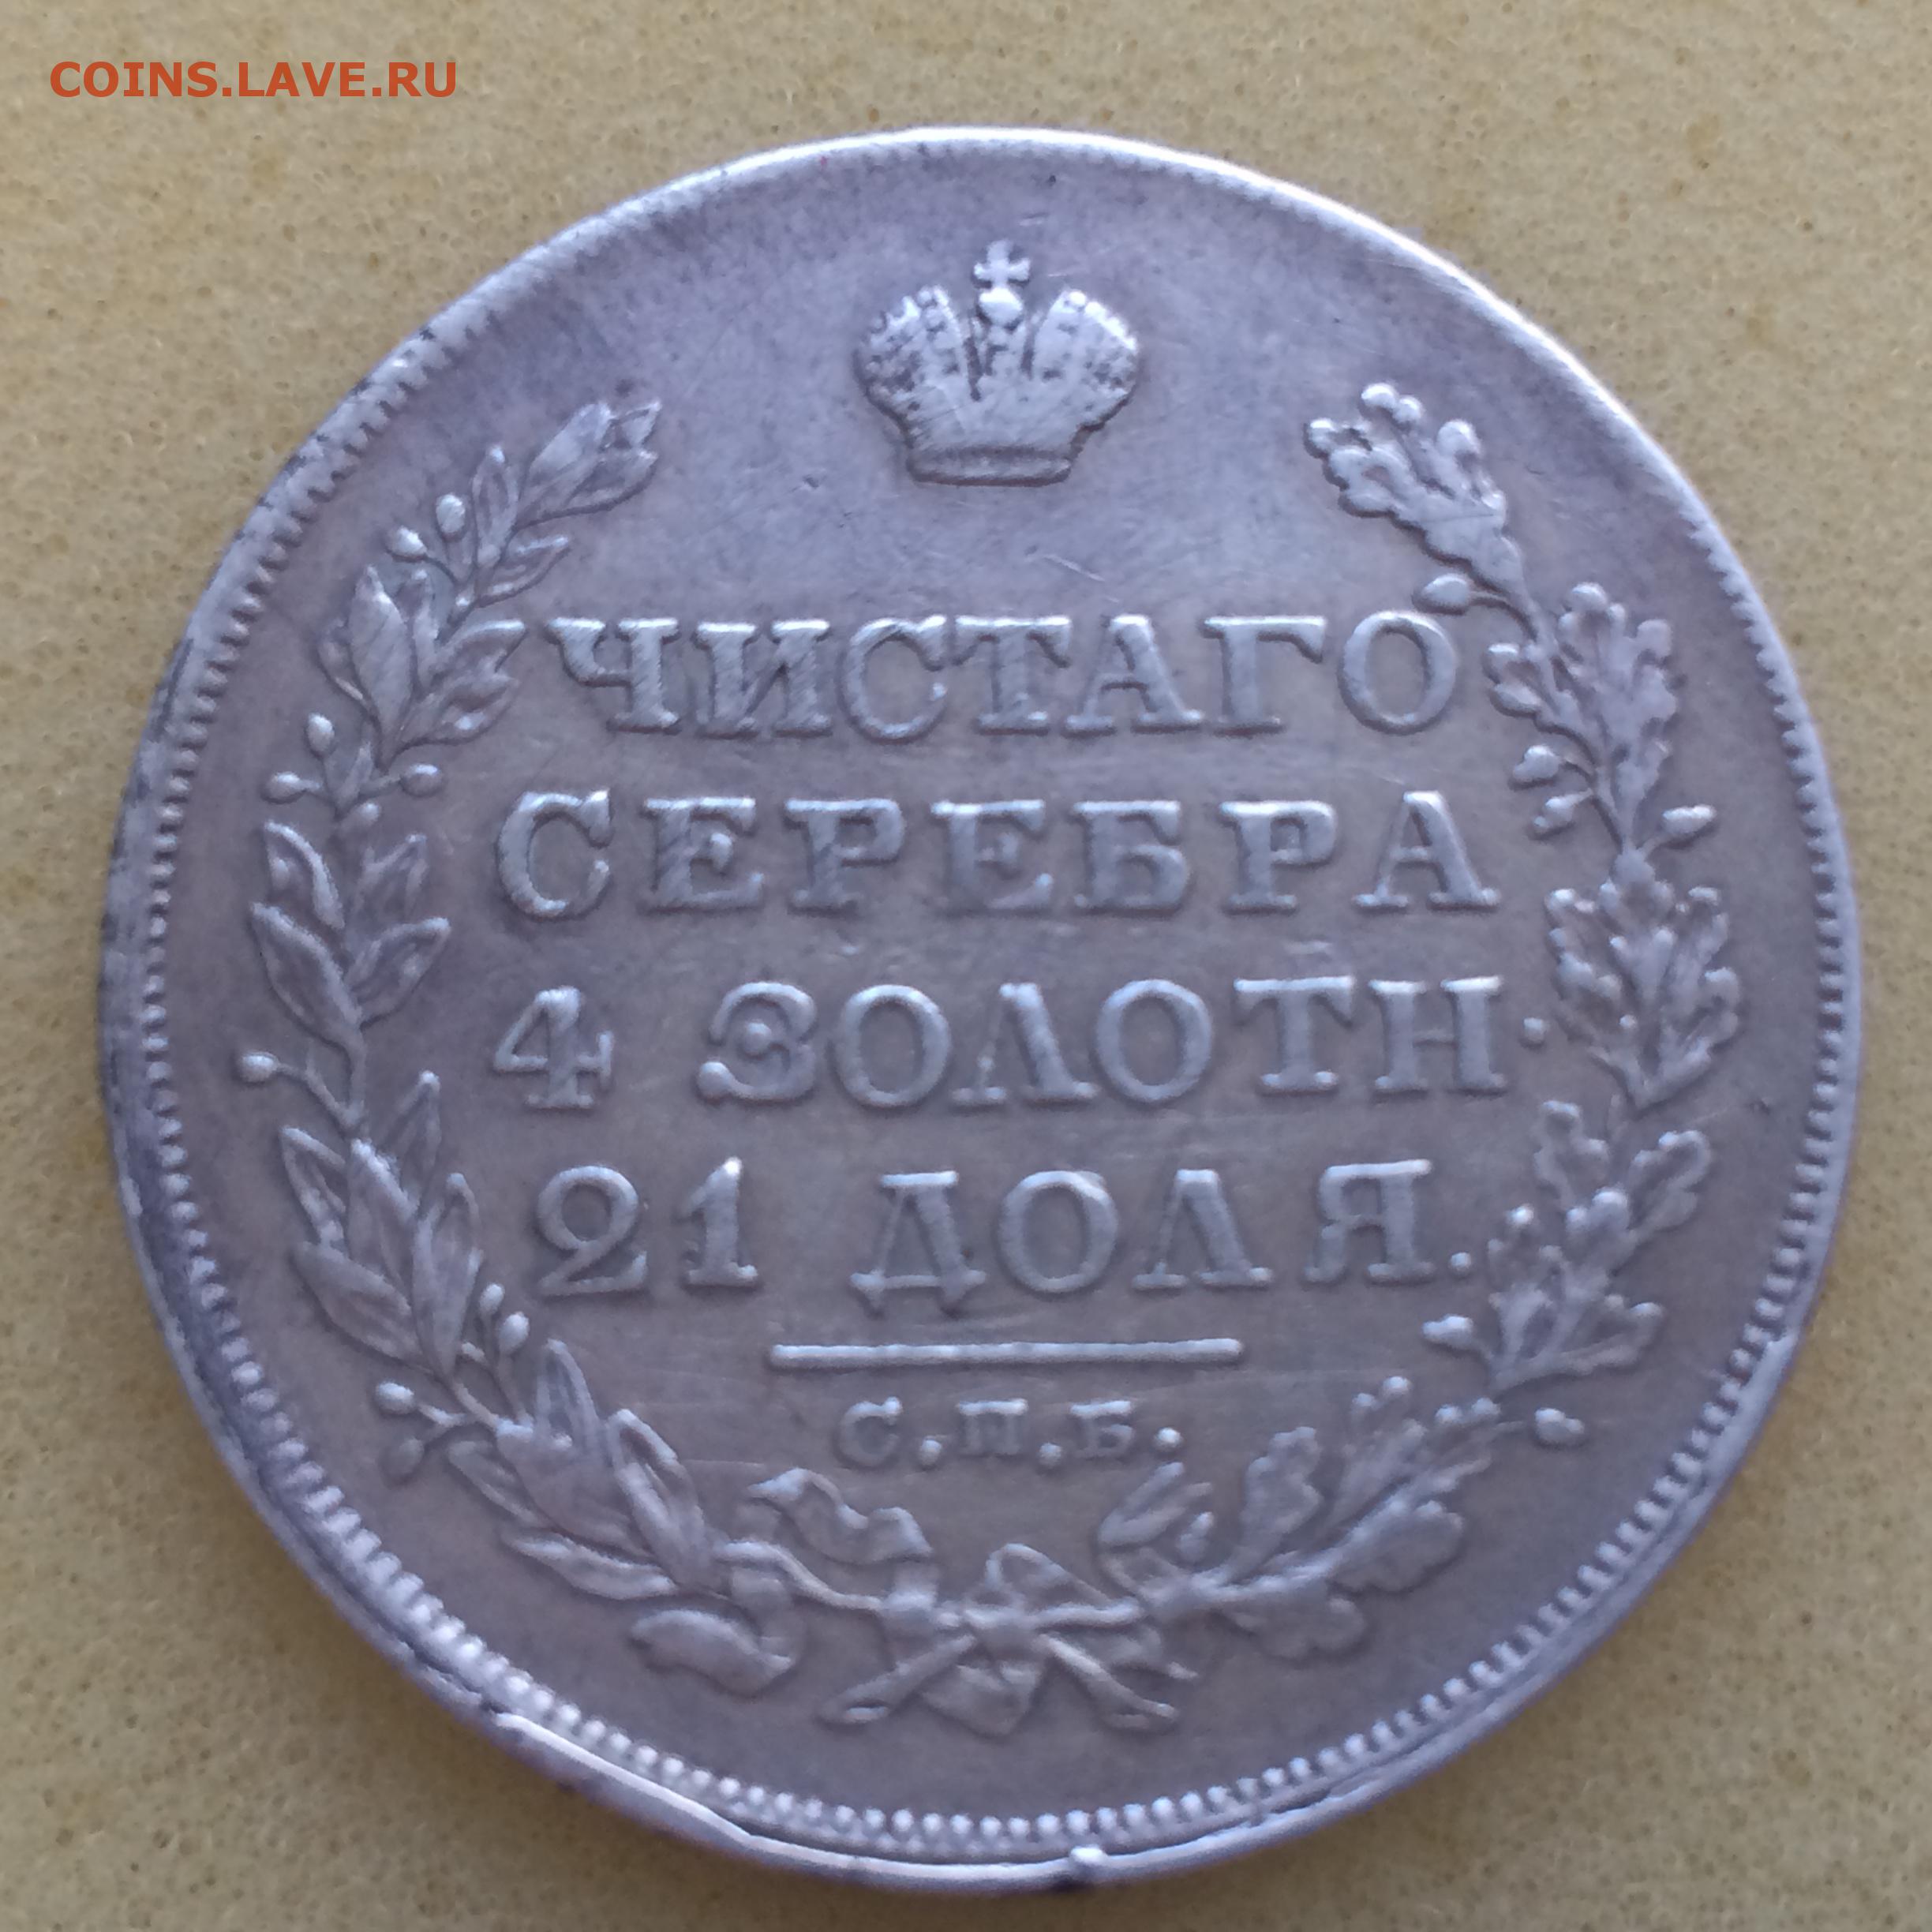 COINS.LAVE.RU
ЧИСТАГО
СЕРЕБРА
4 ЗОЛОТН.
21 ДОЛЯ.
С.П.Б.